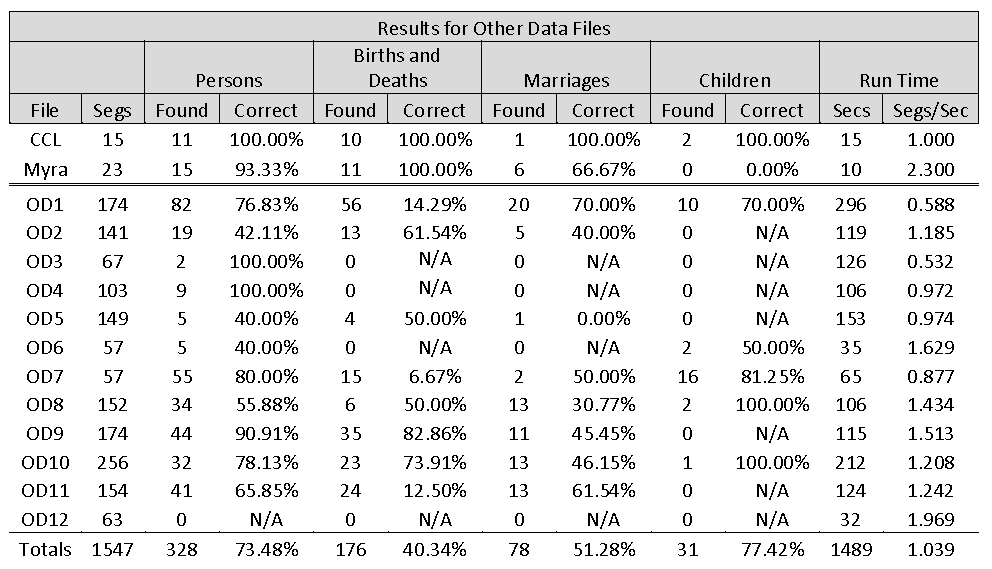 Results for Other Data Files
Persons Births and Deaths Marriages Children Run Time
File Segs Found Correct Found Correct Found Correct Found Correct Secs Segs/Sec
CCL 15 11 100.00% 10 100.00% 1 100.00% 2 100.00% 15 1.000
Myra 23 15 93.33% 11 100.00% 6 66.67% 0 0.00% 10 2.300
OD1 174 82 76.83% 56 14.29% 20 70.00% 10 70.00% 296 0.588
OD2 141 19 42.11% 13 61.54% 5 40.00% 0 N/A 119 1.185
OD3 67 2 100.00% 0 N/A 0 N/A 0 N/A 126 0.532
OD4 103 9 100.00% 0 N/A 0 N/A 0 N/A 106 0.972
OD5 149 5 40.00% 4 50.00% 1 0.00% 0 N/A 153 0.974
OD6 57 5 40.00% 0 N/A 0 N/A 2 50.00% 35 1.629
OD7 57 55 80.00% 15 6.67% 2 50.00% 16 81.25% 65 0.877
OD8 152 34 55.88% 6 50.00% 13 30.77% 2 100.00% 106 1.434
OD9 174 44 90.91% 35 82.86% 11 45.45% 0 N/A 115 1.513
OD10 256 32 78.13% 23 73.91% 13 46.15% 1 100.00% 212 1.208
OD11 154 41 65.85% 24 12.50% 13 61.54% 0 N/A 124 1.242
OD12 63 0 N/A 0 N/A 0 N/A 0 N/A 32 1.969
Totals 1547 328 73.48% 176 40.34% 78 51.28% 31 77.42% 1489 1.039